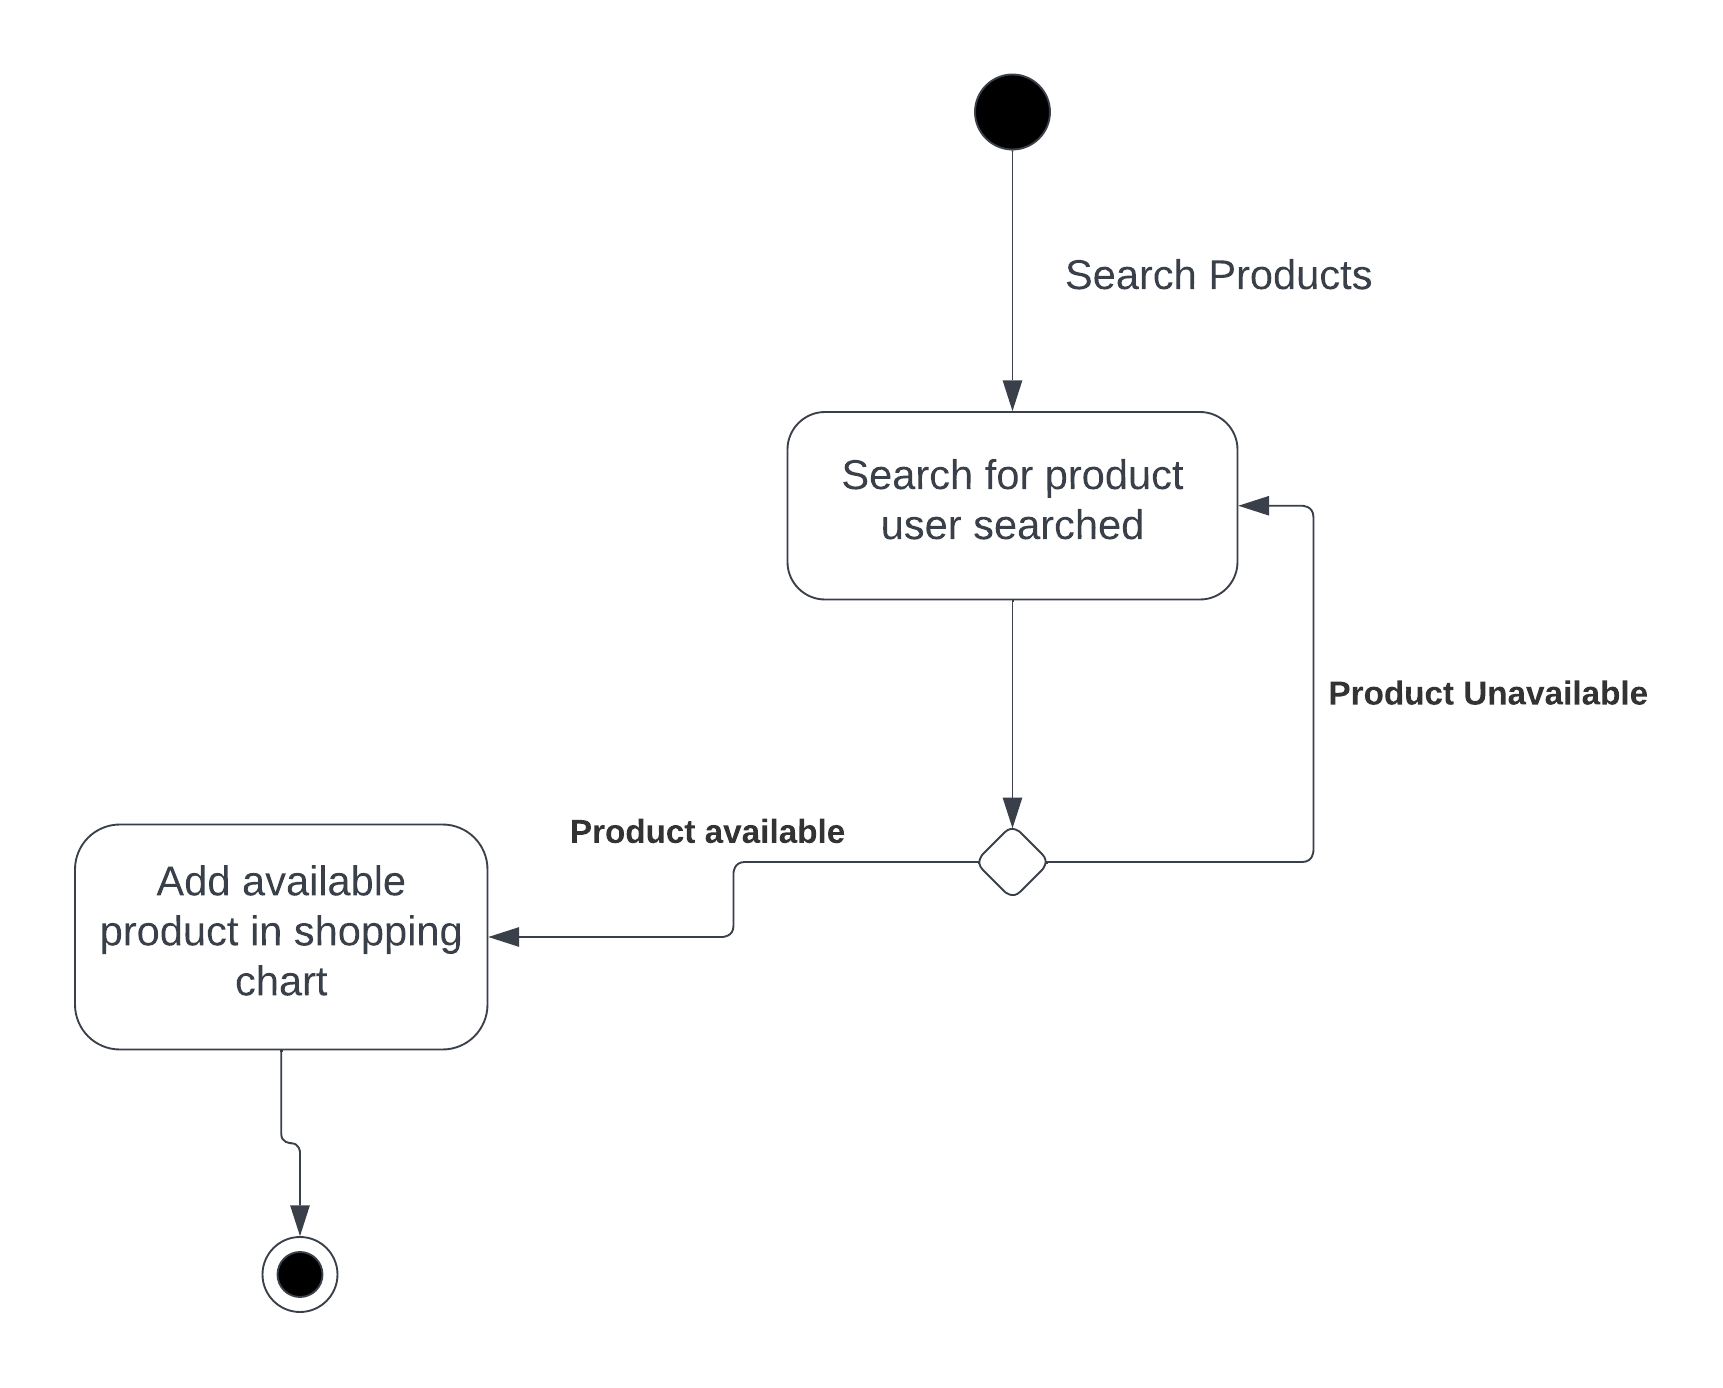 Search Products
Search for product
user searched
Product Unavailable
Product available
Add available
product in shopping
chart